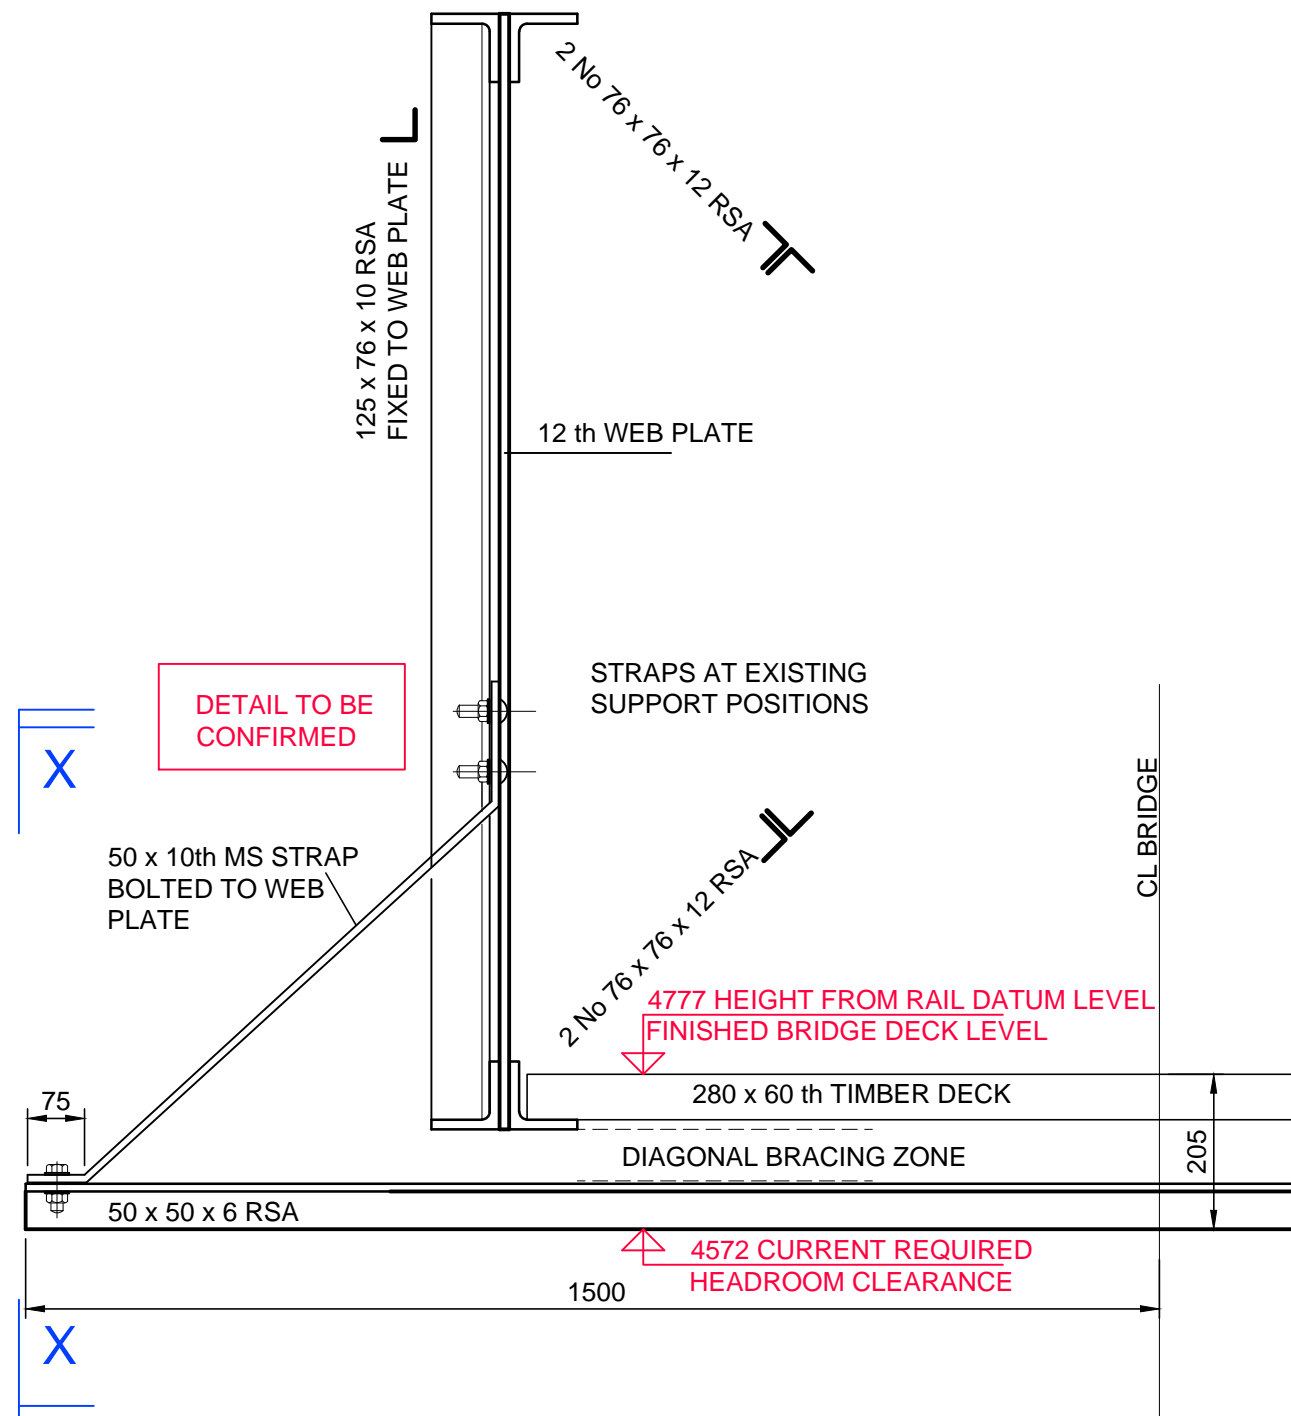 2 No 76 x 76 x 12 RSA
125 x 76 x 10 RSA
FIXED TO WEB PLATE
12 th WEB PLATE
STRAPS AT EXISTING
SUPPORT POSITIONS
DETAIL TO BE
CONFIRMED
X
CL BRIDGE
50 x 10th MS STRAP
BOLTED TO WEB
PLATE
2 No 76 x 76 x 12 RSA
4777 HEIGHT FROM RAIL DATUM LEVEL
FINISHED BRIDGE DECK LEVEL
75
280 x 60 th TIMBER DECK
205
DIAGONAL BRACING ZONE
50 x 50 x 6 RSA
4572 CURRENT REQUIRED
HEADROOM CLEARANCE
1500
X